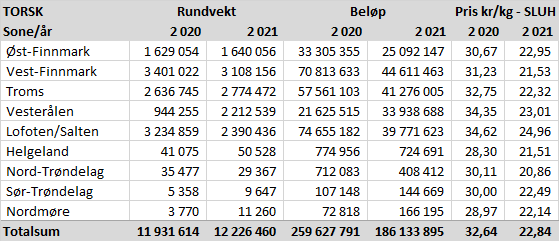 TORSK Rundvekt Beløp Pris kr/kg - SLUH
Sone/år 2 020 2 021 2 020 2 021 2 020 2 021
Øst-Finnmark 1 629 054 1 640 056 33 305 355 25 092 147 30,67 22,95
Vest-Finnmark 3 401 022 3 108 156 70 813 633 44 611 463 31,23 21,53
Troms 2 636 745 2 774 472 57 561 103 41 276 005 32,75 22,32
Vesterålen 944 255 2 212 539 21 625 515 33 938 688 34,35 23,01
Lofoten/Salten 3 234 859 2 390 436 74 655 182 39 771 623 34,62 24,96
Helgeland 41 075 50 528 774 956 724 691 28,30 21,51
Nord-Trøndelag 35 477 29 367 712 083 408 412 30,11 20,86
Sør-Trøndelag 5 358 9 647 107 148 144 669 30,00 22,49
Nordmøre 3 770 11 260 72 818 166 195 28,97 22,14
Totalsum 11 931 614 12 226 460 259 627 791 186 133 895 32,64 22,84